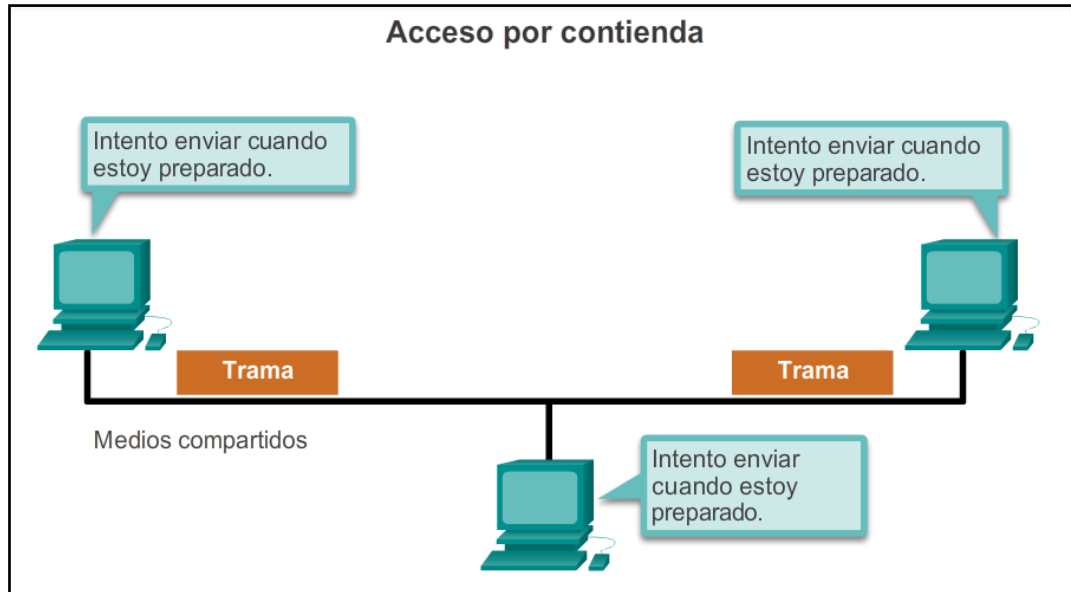 Acceso por contienda
Intento enviar cuando
estoy preparado.
Intento enviar cuando
estoy preparado.
Trama
Trama
Medios compartidos
Intento enviar
cuando estoy
preparado.